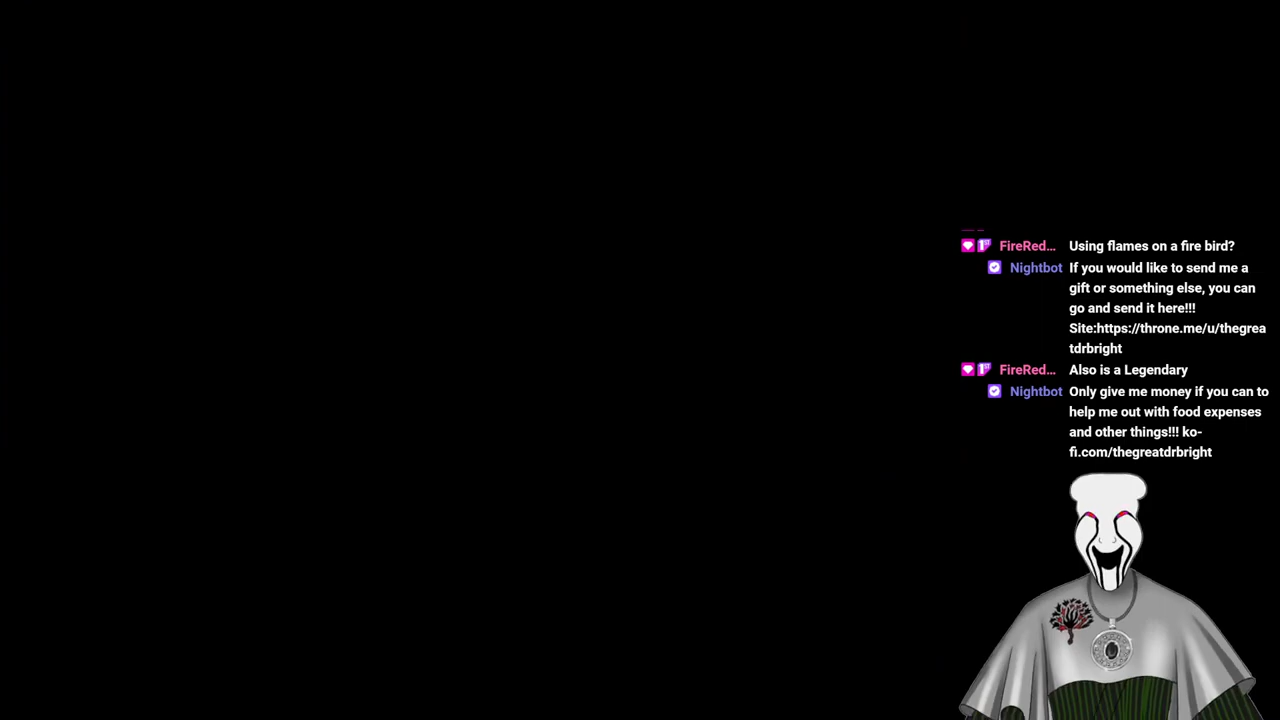 FireRed... Using flames on a fire bird?
Nightbot If you would like to send me a
gift or something else, you can
go and send it here!!!
Site:https://throne.me/u/thegrea
tdrbright
FireRed... Also is a Legendary
Nightbot Only give me money if you can to
help me out with food expenses
and other things!!! ko-
fi.com/thegreatdrbright